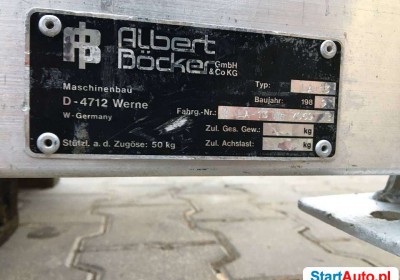 Albert
Böcker GmbH & Co KG
Maschinenbau
D-4712 Werne
W-Germany
Typ:
Baujahr: 198
Fahrg.-Nr.:
Zul. Ges. Gew. kg
Stützl. a. d. Zugöse: 50 kg
Zul. Achslast: kg
StartAuto.pl